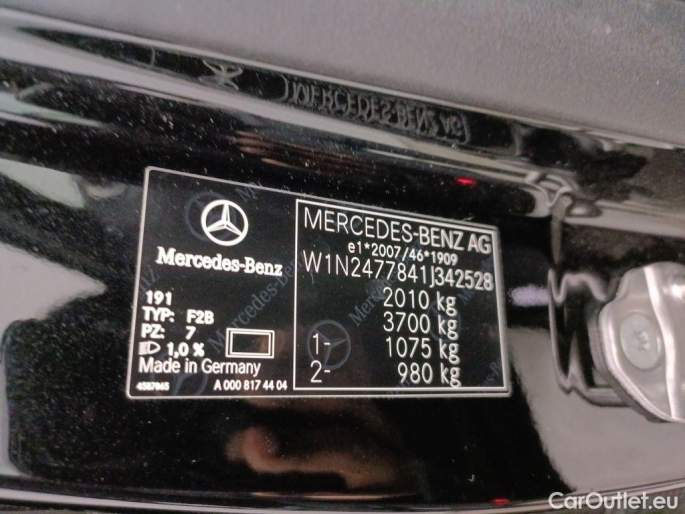 MERCEDES-BENZ AG
Mercedes-Benz
191
TYP: F2B
PZ: 7
1,0 %
Made in Germany
4587065
A 000 817 44 04
MERCEDES-BENZ AG
e1*2007/46*1909
W1N2477841J342528
2010 kg
3700 kg
1- 1075 kg
2- 980 kg
CarOutlet.eu